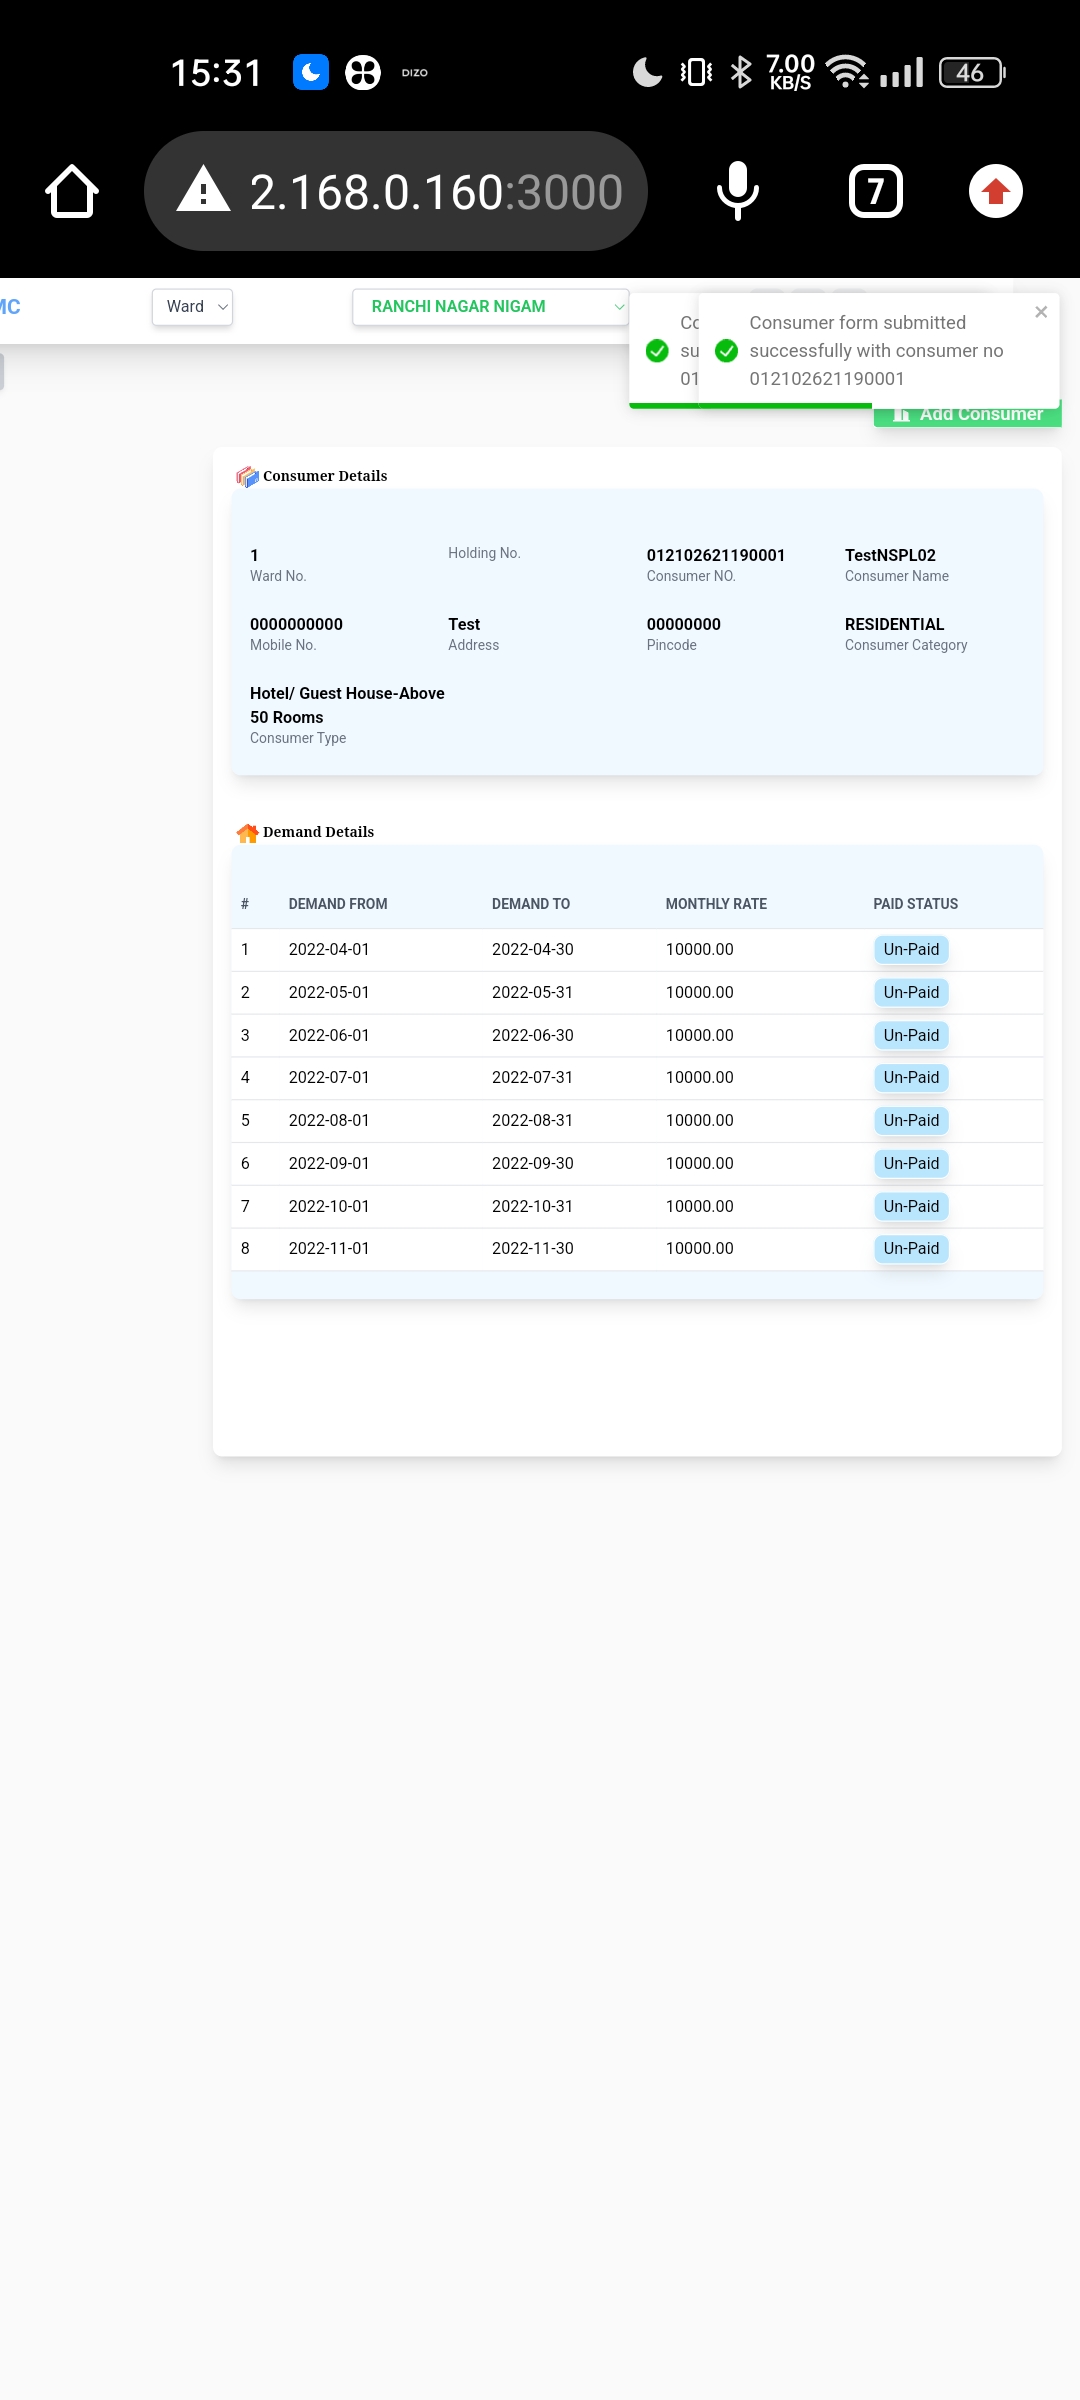 15:31 DIZO 7.00 KB/S 46
2.168.0.160:3000 7
MC Ward RANCHI NAGAR NIGAM
Co
su
01
Consumer form submitted
successfully with consumer no
012102621190001
Add Consumer
Consumer Details
1 012102621190001 TestNSPL02
Ward No. Holding No. Consumer NO. Consumer Name
0000000000 Test 00000000 RESIDENTIAL
Mobile No. Address Pincode Consumer Category
Hotel/ Guest House-Above
50 Rooms
Consumer Type
Demand Details
# DEMAND FROM DEMAND TO MONTHLY RATE PAID STATUS
1 2022-04-01 2022-04-30 10000.00 Un-Paid
2 2022-05-01 2022-05-31 10000.00 Un-Paid
3 2022-06-01 2022-06-30 10000.00 Un-Paid
4 2022-07-01 2022-07-31 10000.00 Un-Paid
5 2022-08-01 2022-08-31 10000.00 Un-Paid
6 2022-09-01 2022-09-30 10000.00 Un-Paid
7 2022-10-01 2022-10-31 10000.00 Un-Paid
8 2022-11-01 2022-11-30 10000.00 Un-Paid